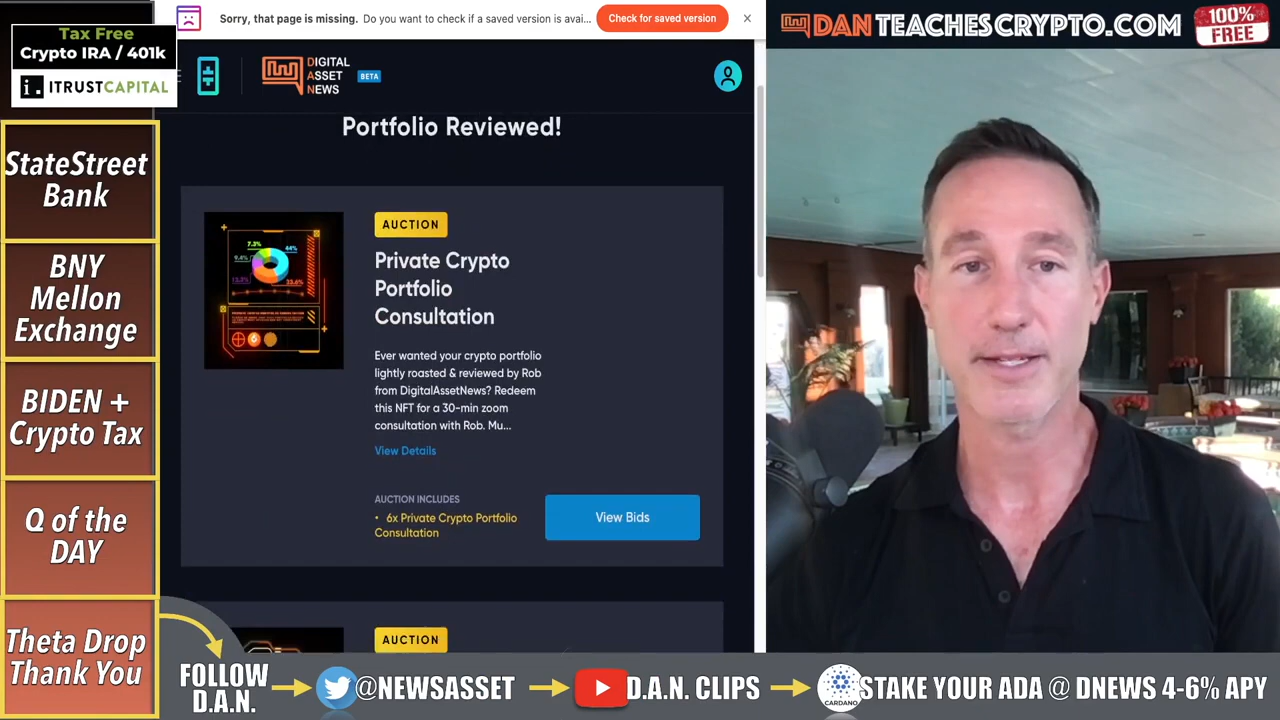 Tax Free
Crypto IRA / 401k
i. ITRUSTCAPITAL
StateStreet
Bank
BNY
Mellon
Exchange
BIDEN +
Crypto Tax
Q of the
DAY
Theta Drop
Thank You
Sorry, that page is missing. Do you want to check if a saved version is avai...
Check for saved version
×
DIGITAL
ASSET
NEWS
BETA
Portfolio Reviewed!
7.3%
44%
9.4%
AUCTION
Private Crypto
Portfolio
Consultation
Ever wanted your crypto portfolio
lightly roasted & reviewed by Rob
from DigitalAssetNews? Redeem
this NFT for a 30-min zoom
consultation with Rob. Mu...
View Details
AUCTION INCLUDES
• 6x Private Crypto Portfolio
Consultation
View Bids
AUCTION
DANTEACHESCRYPTO.COM
100%
FREE
FOLLOW
D.A.N.
@NEWSASSET
D.A.N. CLIPS
CARDANO
STAKE YOUR ADA @ DNEWS 4-6% APY